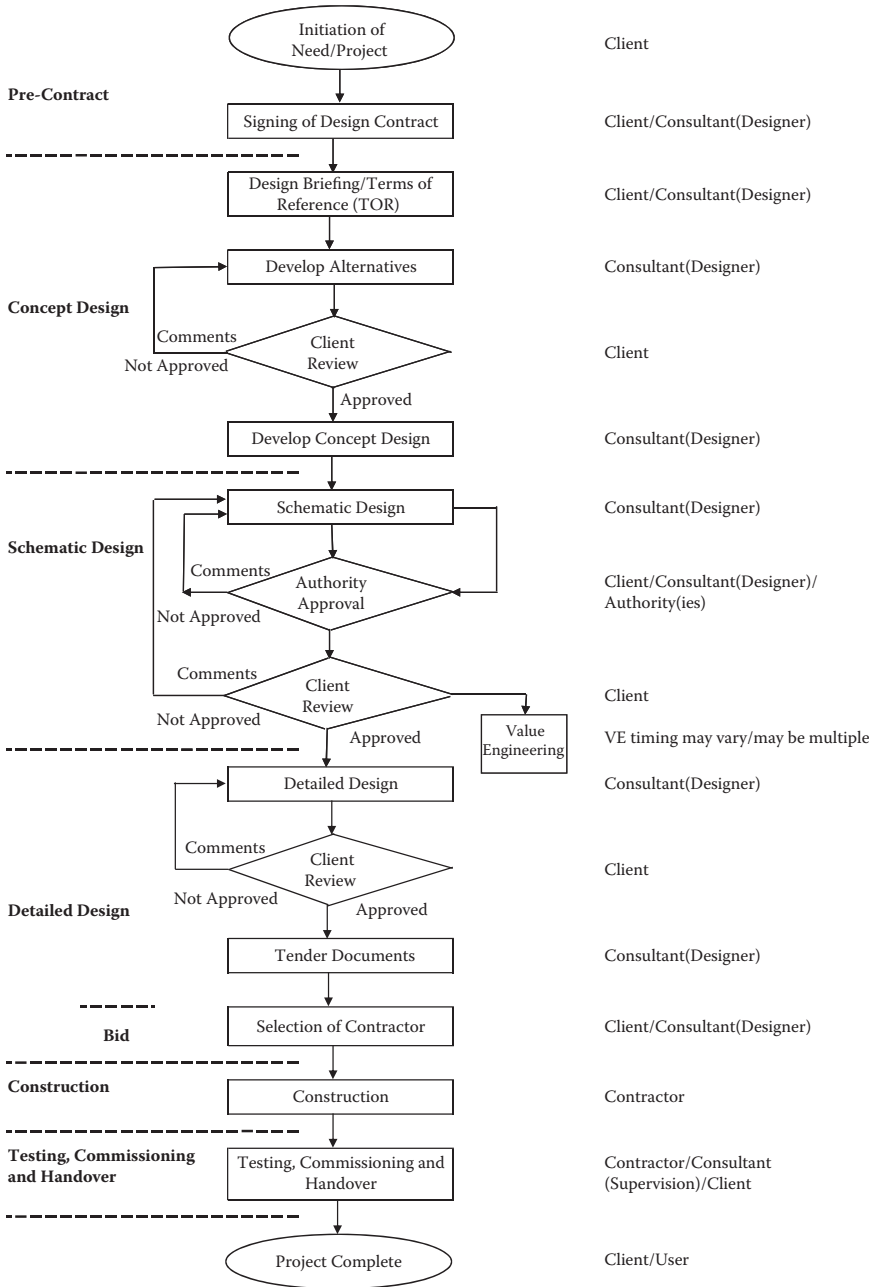 Initiation of
Need/Project
Client
Pre-Contract
Signing of Design Contract
Client/Consultant(Designer)
Design Briefing/Terms of
Reference (TOR)
Client/Consultant(Designer)
Develop Alternatives
Consultant(Designer)
Concept Design
Comments
Not Approved
Client
Review
Client
Approved
Develop Concept Design
Consultant(Designer)
Schematic Design
Consultant(Designer)
Schematic Design
Comments
Not Approved
Authority
Approval
Client/Consultant(Designer)/
Authority(ies)
Comments
Not Approved
Client
Review
Client
Approved
Value
Engineering
VE timing may vary/may be multiple
Detailed Design
Consultant(Designer)
Comments
Not Approved
Client
Review
Client
Approved
Detailed Design
Tender Documents
Consultant(Designer)
Bid
Selection of Contractor
Client/Consultant(Designer)
Construction
Construction
Contractor
Testing, Commissioning
and Handover
Testing, Commissioning and
Handover
Contractor/Consultant
(Supervision)/Client
Project Complete
Client/User